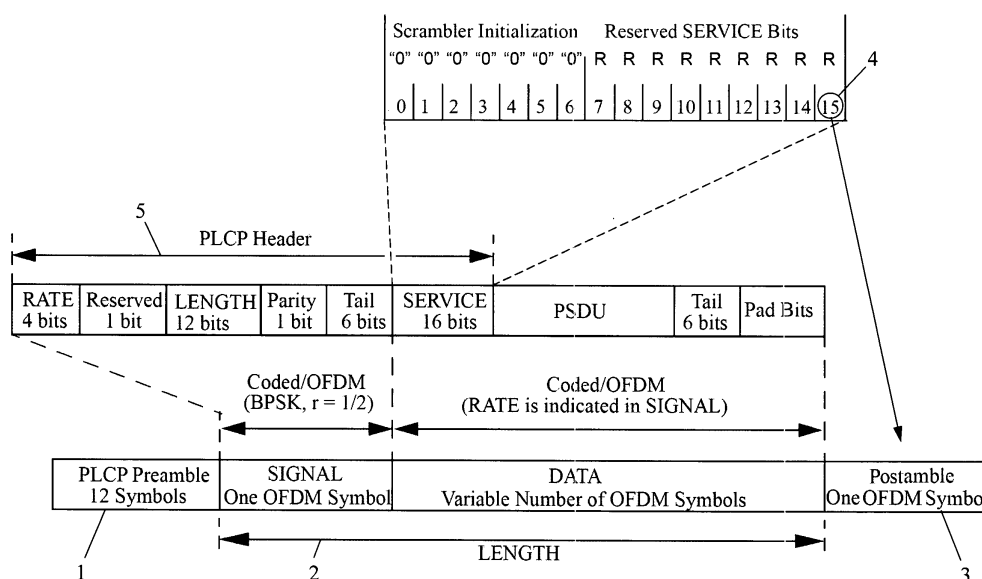 Scrambler Initialization Reserved SERVICE Bits
“0” “0” “0” “0” “0” “0” “0” R R R R R R R R R
4
0 1 2 3 4 5 6 7 8 9 10 11 12 13 14 15
5
PLCP Header
RATE Reserved LENGTH Parity Tail SERVICE PSDU Tail Pad Bits
4 bits 1 bit 12 bits 1 bit 6 bits 16 bits 6 bits
Coded/OFDM Coded/OFDM
(BPSK, r = 1/2) (RATE is indicated in SIGNAL)
PLCP Preamble SIGNAL DATA Postamble
12 Symbols One OFDM Symbol Variable Number of OFDM Symbols One OFDM Symbol
LENGTH
1 2 3